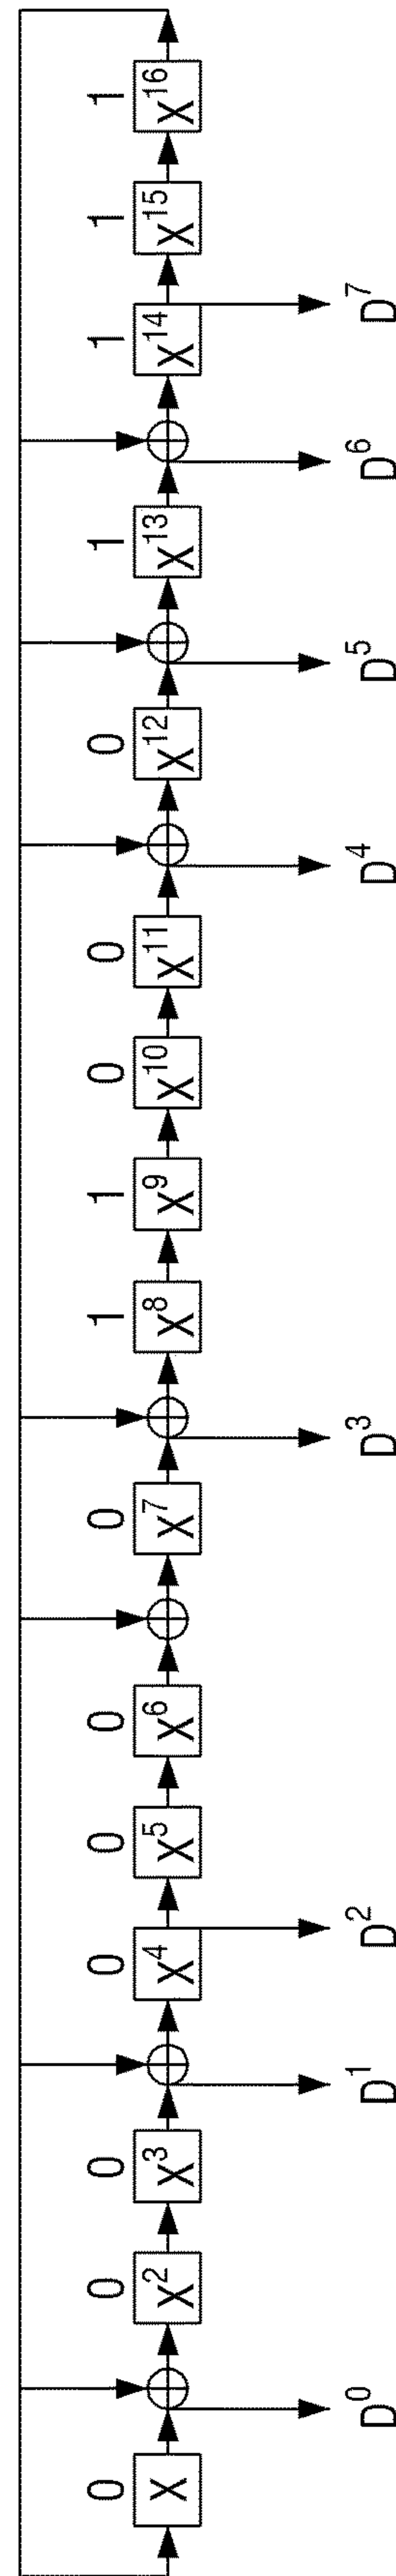 0 0 0 0 0 0 0 1 1 0 0 0 1 1 1 1
X X² X³ X⁴ X⁵ X⁶ X⁷ X⁸ X⁹ X¹⁰ X¹¹ X¹² X¹³ X¹⁴ X¹⁵ X¹⁶
D⁰ D¹ D² D³ D⁴ D⁵ D⁶ D⁷